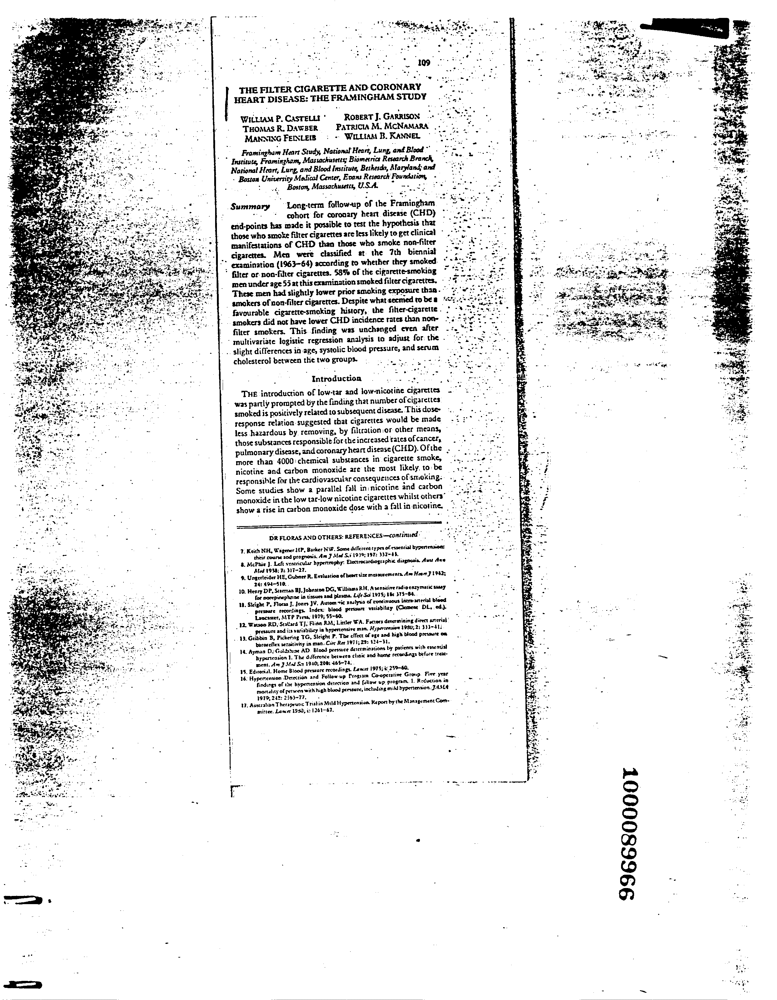 109
THE FILTER CIGARETTE AND CORONARY
HEART DISEASE: THE FRAMINGHAM STUDY
WILLIAM P. CASTELLI ROBERT J. GARRISON
THOMAS R. DAWBER PATRICIA M. MCNAMARA
MANNING FEINLEIB WILLIAM B. KANNEL
Framingham Heart Study, National Heart, Lung, and Blood
Institute, Framingham, Massachusetts; Biometrics Research Branch,
National Heart, Lung, and Blood Institute, Bethesda, Maryland; and
Boston University Medical Center, Evans Research Foundation,
Boston, Massachusetts, U.S.A.
Summary Long-term follow-up of the Framingham
cohort for coronary heart disease (CHD)
end-points has made it possible to test the hypothesis that
those who smoke filter cigarettes are less likely to get clinical
manifestations of CHD than those who smoke non-filter
cigarettes. Men were classified at the 7th biennial
examination (1963-64) according to whether they smoked
filter or non-filter cigarettes. 58% of the cigarette-smoking
men under age 55 at this examination smoked filter cigarettes.
These men had slightly lower prior smoking exposure than
smokers of non-filter cigarettes. Despite what seemed to be a
favourable cigarette-smoking history, the filter-cigarette
smokers did not have lower CHD incidence rates than non-
filter smokers. This finding was unchanged even after
multivariate logistic regression analysis to adjust for the
slight differences in age, systolic blood pressure, and serum
cholesterol between the two groups.
Introduction
THE introduction of low-tar and low-nicotine cigarettes
was partly prompted by the finding that number of cigarettes
smoked is positively related to subsequent disease. This dose-
response relation suggested that cigarettes would be made
less hazardous by removing, by filtration or other means,
those substances responsible for the increased rates of cancer,
pulmonary disease, and coronary heart disease (CHD). Of the
more than 4000 chemical substances in cigarette smoke,
nicotine and carbon monoxide are the most likely to be
responsible for the cardiovascular consequences of smoking.
Some studies show a parallel fall in nicotine and carbon
monoxide in the low tar-low nicotine cigarettes whilst others
show a rise in carbon monoxide dose with a fall in nicotine.
DR FLORAS AND OTHERS: REFERENCES—continued
7. Keith NH, Wagener HP, Barker NW. Some different types of essential hypertension:
their course and prognosis. Am J Med Sci 1939; 197: 332-43.
8. McPhie J. Left ventricular hypertrophy: Electrocardiographic diagnosis. Aust Ann
Med 1958; 7: 317-27.
9. Ungerleider HE, Gubner R. Evaluation of heart size measurements. Am Heart J 1942;
24: 494-510.
10. Henry DP, Starman BJ, Johnston DG, Williams RH. A sensitive radioenzymatic assay
for norepinephrine in tissues and plasma. Life Sci 1975; 16: 375-84.
11. Sleight P, Floras J, Jones JV. Automatic analysis of continuous intra-arterial blood
pressure recordings. Index: blood pressure variability (Clement DL, ed.).
Lancaster, MTP Press, 1979; 55-60.
12. Watson RD, Stallard TJ, Flinn RM, Littler WA. Factors determining direct arterial
pressure and its variability in hypertensive man. Hypertension 1980; 2: 333-41.
13. Gribbin B, Pickering TG, Sleight P. The effect of age and high blood pressure on
baroreflex sensitivity in man. Circ Res 1971; 29: 424-31.
14. Ayman D, Goldshine AD. Blood pressure determinations by patients with essential
hypertension I. The difference between clinic and home recordings before treat-
ment. Am J Med Sci 1940; 200: 465-74.
15. Editorial. Home Blood pressure recordings. Lancet 1975; i: 259-60.
16. Hypertension Detection and Follow-up Program Co-operative Group. Five year
findings of the hypertension detection and follow up program. I. Reduction in
mortality of persons with high blood pressure, including mild hypertension. JAMA
1979; 242: 2563-77.
17. Australian Therapeutic Trial in Mild Hypertension. Report by the Management Com-
mittee. Lancet 1980; i: 1261-67.
1000089966